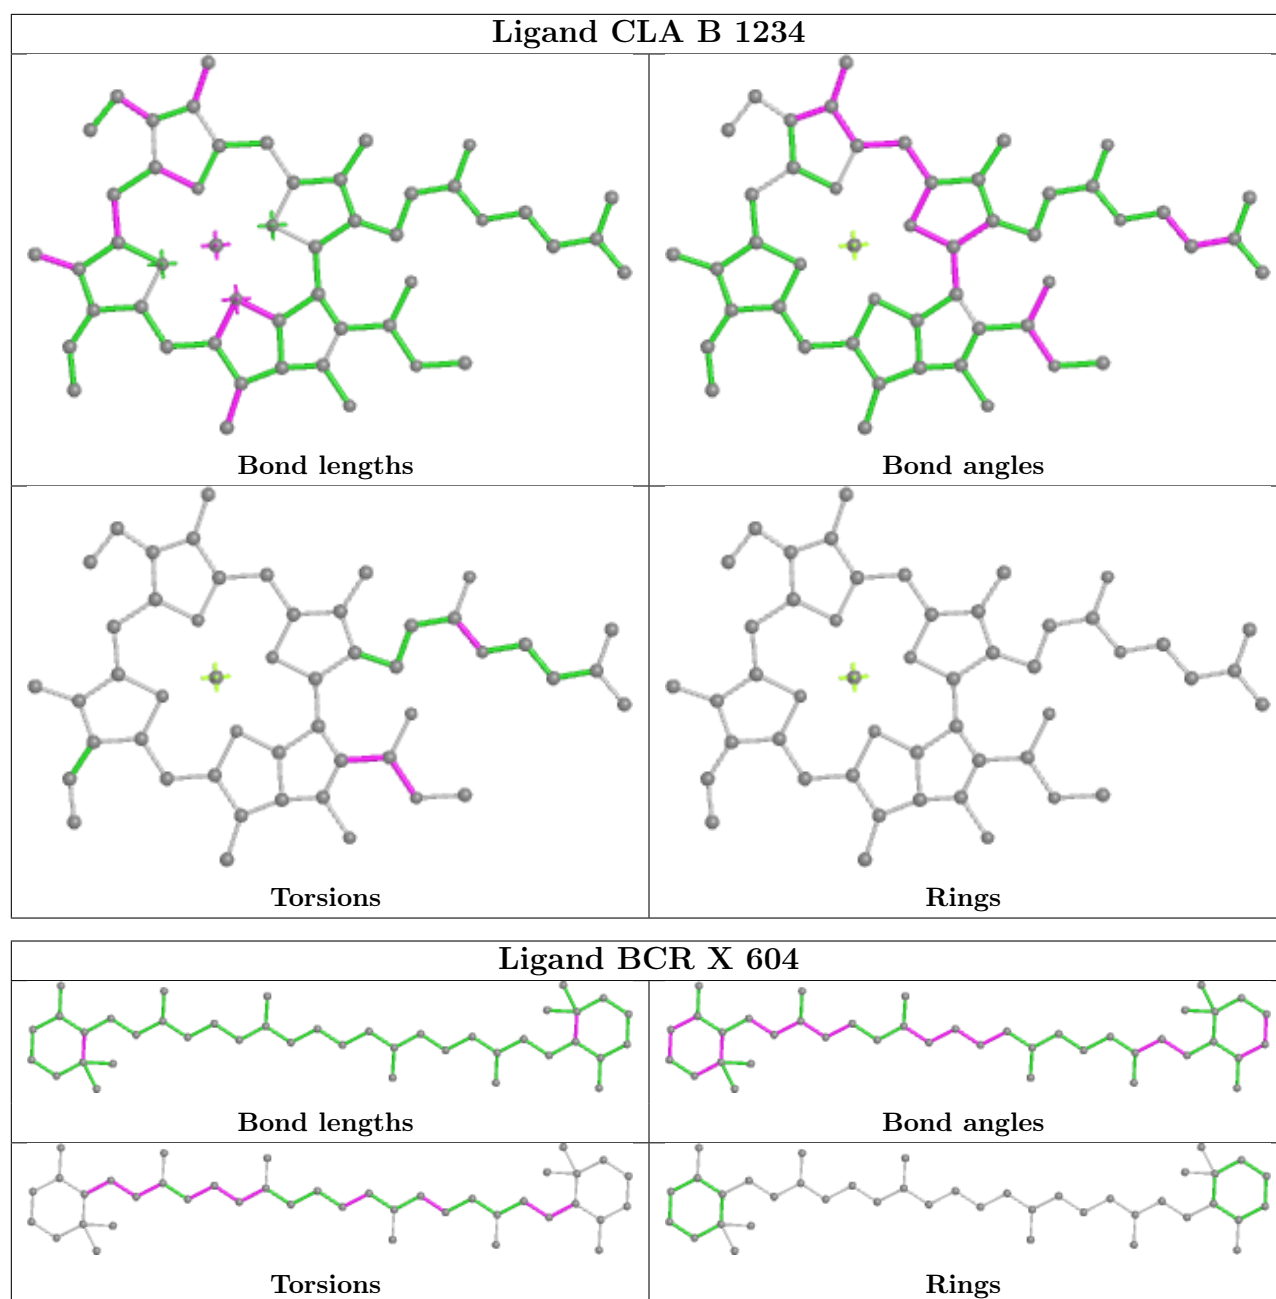 Ligand CLA B 1234
Bond lengths
Bond angles
Torsions
Rings
Ligand BCR X 604
Bond lengths
Bond angles
Torsions
Rings